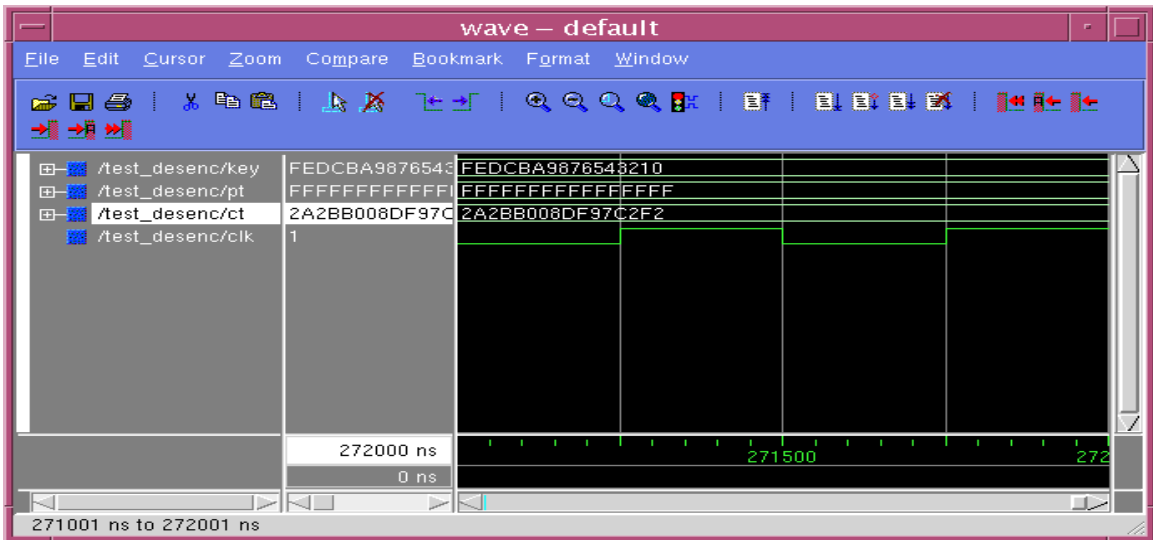 wave – default
File Edit Cursor Zoom Compare Bookmark Format Window
/test_desenc/key FEDCBA9876543 FEDCBA9876543210
/test_desenc/pt FFFFFFFFFFFFF FFFFFFFFFFFFFFFF
/test_desenc/ct 2A2BB008DF97C 2A2BB008DF97C2F2
/test_desenc/clk 1
272000 ns 271500 272
0 ns
271001 ns to 272001 ns